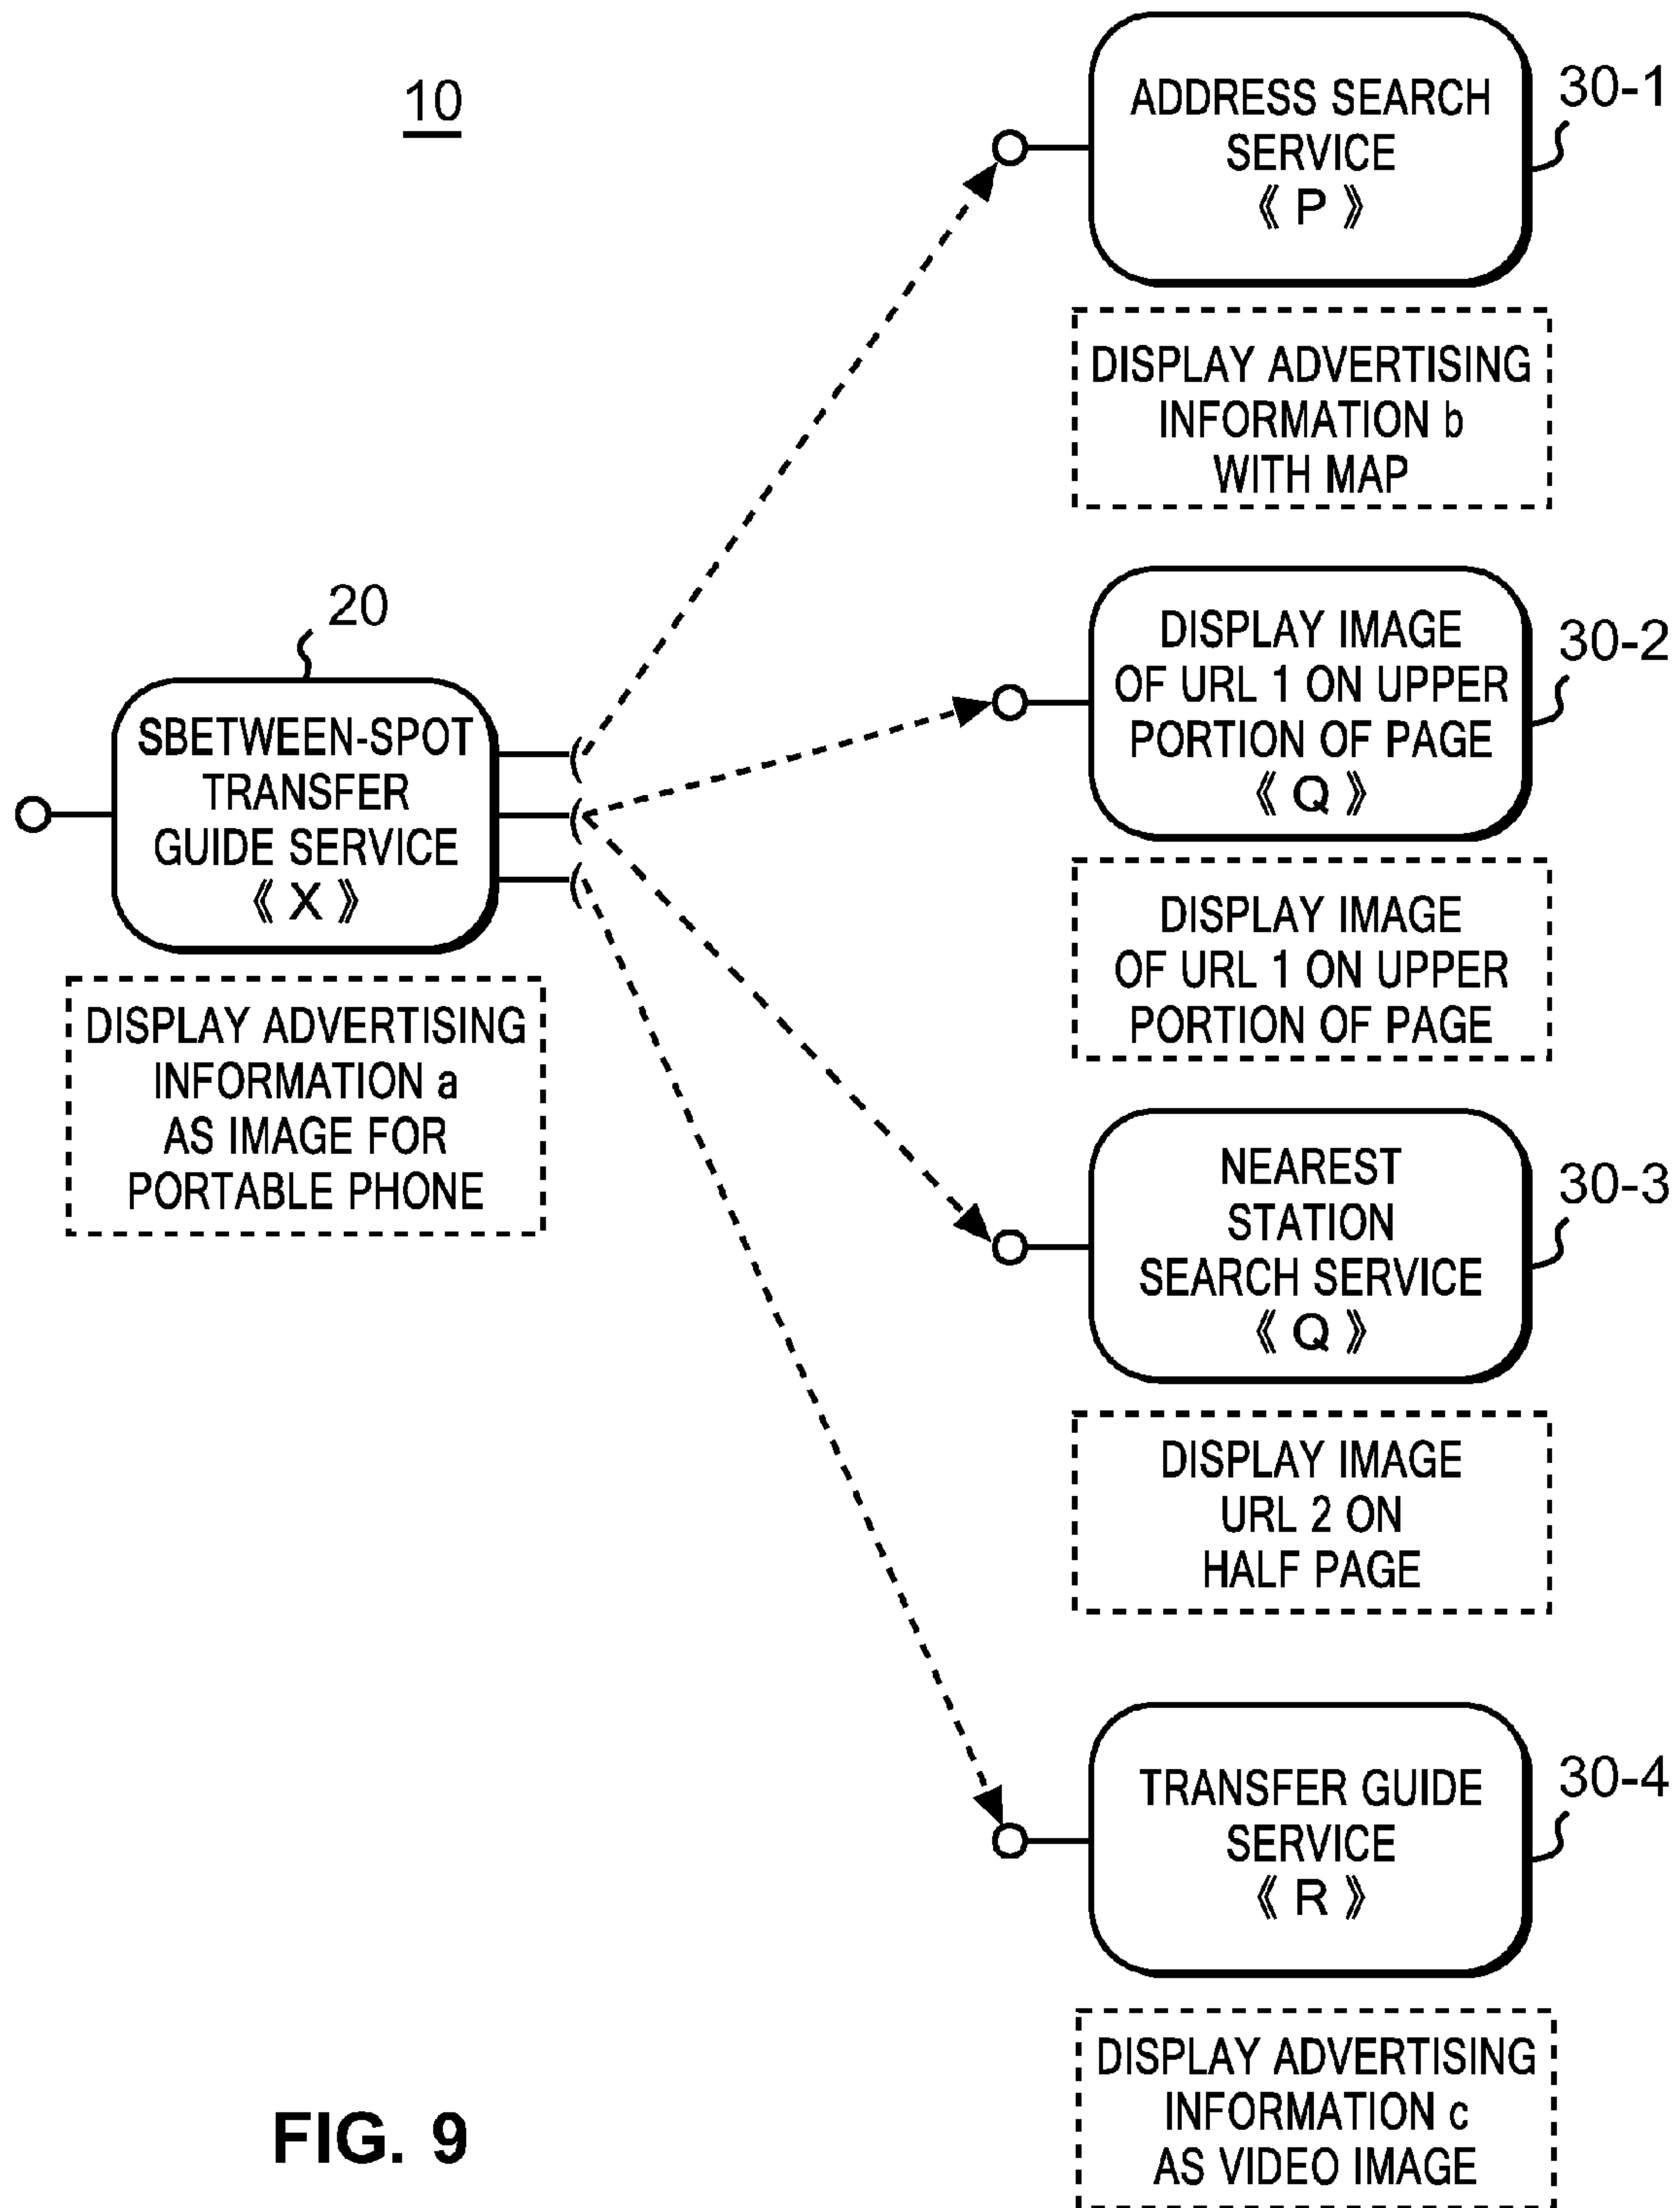 10
ADDRESS SEARCH
SERVICE
《 P 》
30-1
DISPLAY ADVERTISING
INFORMATION b
WITH MAP
20
SBETWEEN-SPOT
TRANSFER
GUIDE SERVICE
《 X 》
DISPLAY ADVERTISING
INFORMATION a
AS IMAGE FOR
PORTABLE PHONE
DISPLAY IMAGE
OF URL 1 ON UPPER
PORTION OF PAGE
《 Q 》
30-2
DISPLAY IMAGE
OF URL 1 ON UPPER
PORTION OF PAGE
NEAREST
STATION
SEARCH SERVICE
《 Q 》
30-3
DISPLAY IMAGE
URL 2 ON
HALF PAGE
TRANSFER GUIDE
SERVICE
《 R 》
30-4
DISPLAY ADVERTISING
INFORMATION c
AS VIDEO IMAGE
FIG. 9